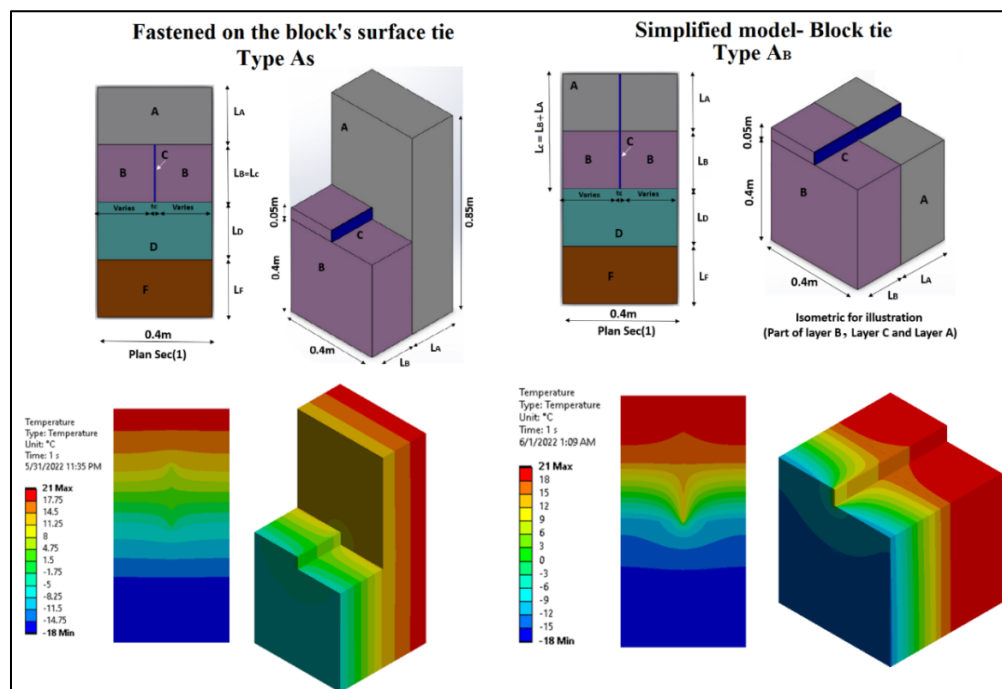 Fastened on the block's surface tie
Type As
A
LA
B
C
B
LB=Lc
Varies
tc
Varies
D
LD
F
LF
0.4m
Plan Sec(1)
A
0.85m
0.05m
C
0.4m
B
0.4m
LB
LA
Simplified model- Block tie
Type AB
Lc = LB+ LA
A
LA
C
B
B
LB
Varies
tc
Varies
D
LD
F
LF
0.4m
Plan Sec(1)
0.05m
0.4m
C
B
A
0.4m
LB
LA
Isometric for illustration
(Part of layer B, Layer C and Layer A)
Temperature
Type: Temperature
Unit: °C
Time: 1 s
5/31/2022 11:35 PM
21 Max
17.75
14.5
11.25
8
4.75
1.5
-1.75
-5
-8.25
-11.5
-14.75
-18 Min
Temperature
Type: Temperature
Unit: °C
Time: 1 s
6/1/2022 1:09 AM
21 Max
18
15
12
9
6
3
0
-3
-6
-9
-12
-15
-18 Min